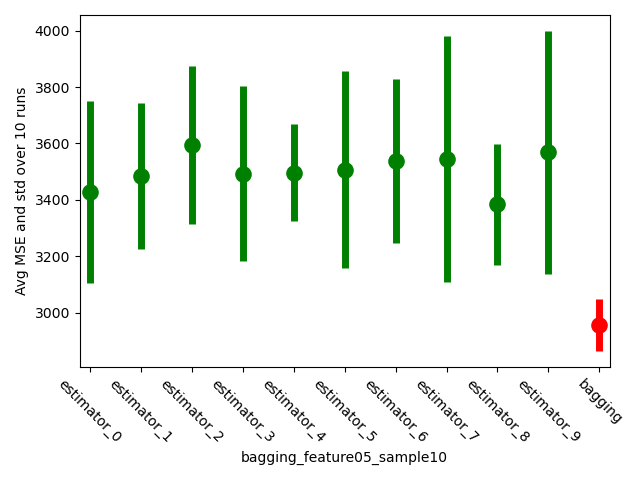 4000
3800
3600
3400
3200
3000
Avg MSE and std over 10 runs
estimator_0
estimator_1
estimator_2
estimator_3
estimator_4
estimator_5
estimator_6
estimator_7
estimator_8
estimator_9
bagging
bagging_feature05_sample10